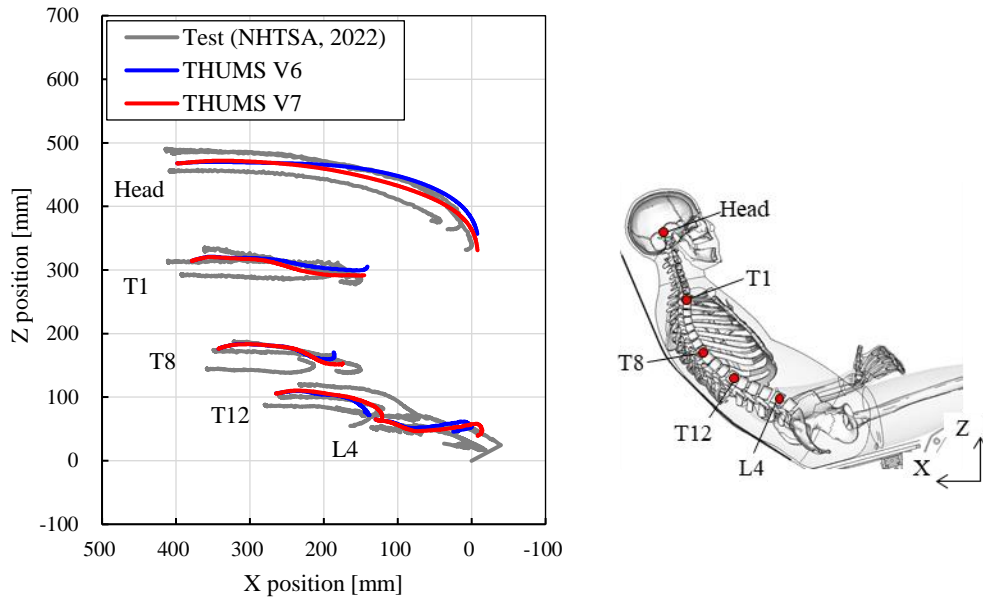 700
600
500
400
300
200
100
0
-100
Z position [mm]
Test (NHTSA, 2022)
THUMS V6
THUMS V7
Head
T1
T8
T12
L4
500
400
300
200
100
0
-100
X position [mm]
Head
T1
T8
T12
L4
Z
X